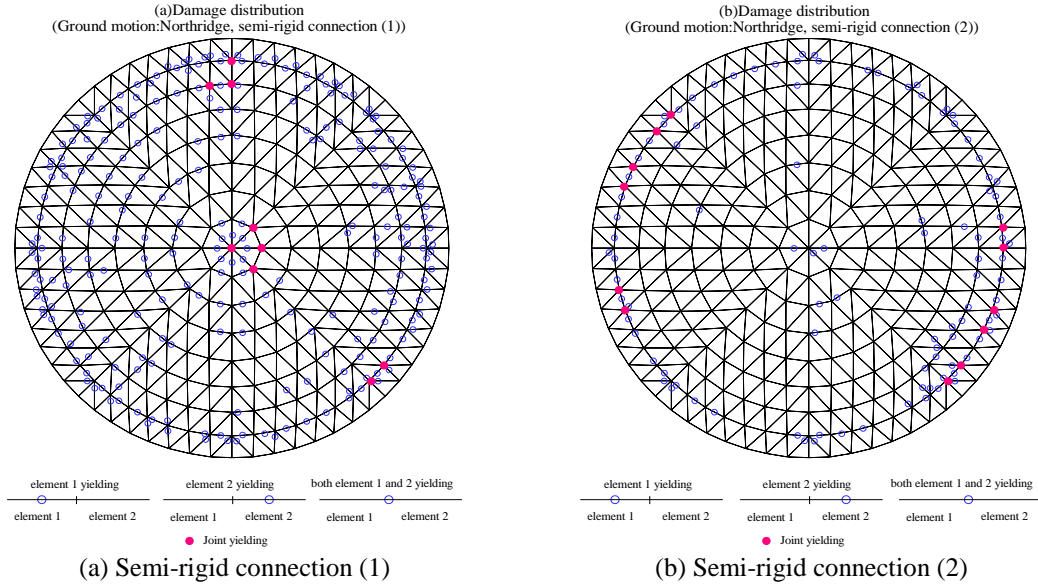 (a)Damage distribution
(Ground motion:Northridge, semi-rigid connection (1))
element 1 yielding
element 2 yielding
both element 1 and 2 yielding
element 1
element 2
element 1
element 2
element 1
element 2
Joint yielding
(a) Semi-rigid connection (1)
(b)Damage distribution
(Ground motion:Northridge, semi-rigid connection (2))
element 1 yielding
element 2 yielding
both element 1 and 2 yielding
element 1
element 2
element 1
element 2
element 1
element 2
Joint yielding
(b) Semi-rigid connection (2)